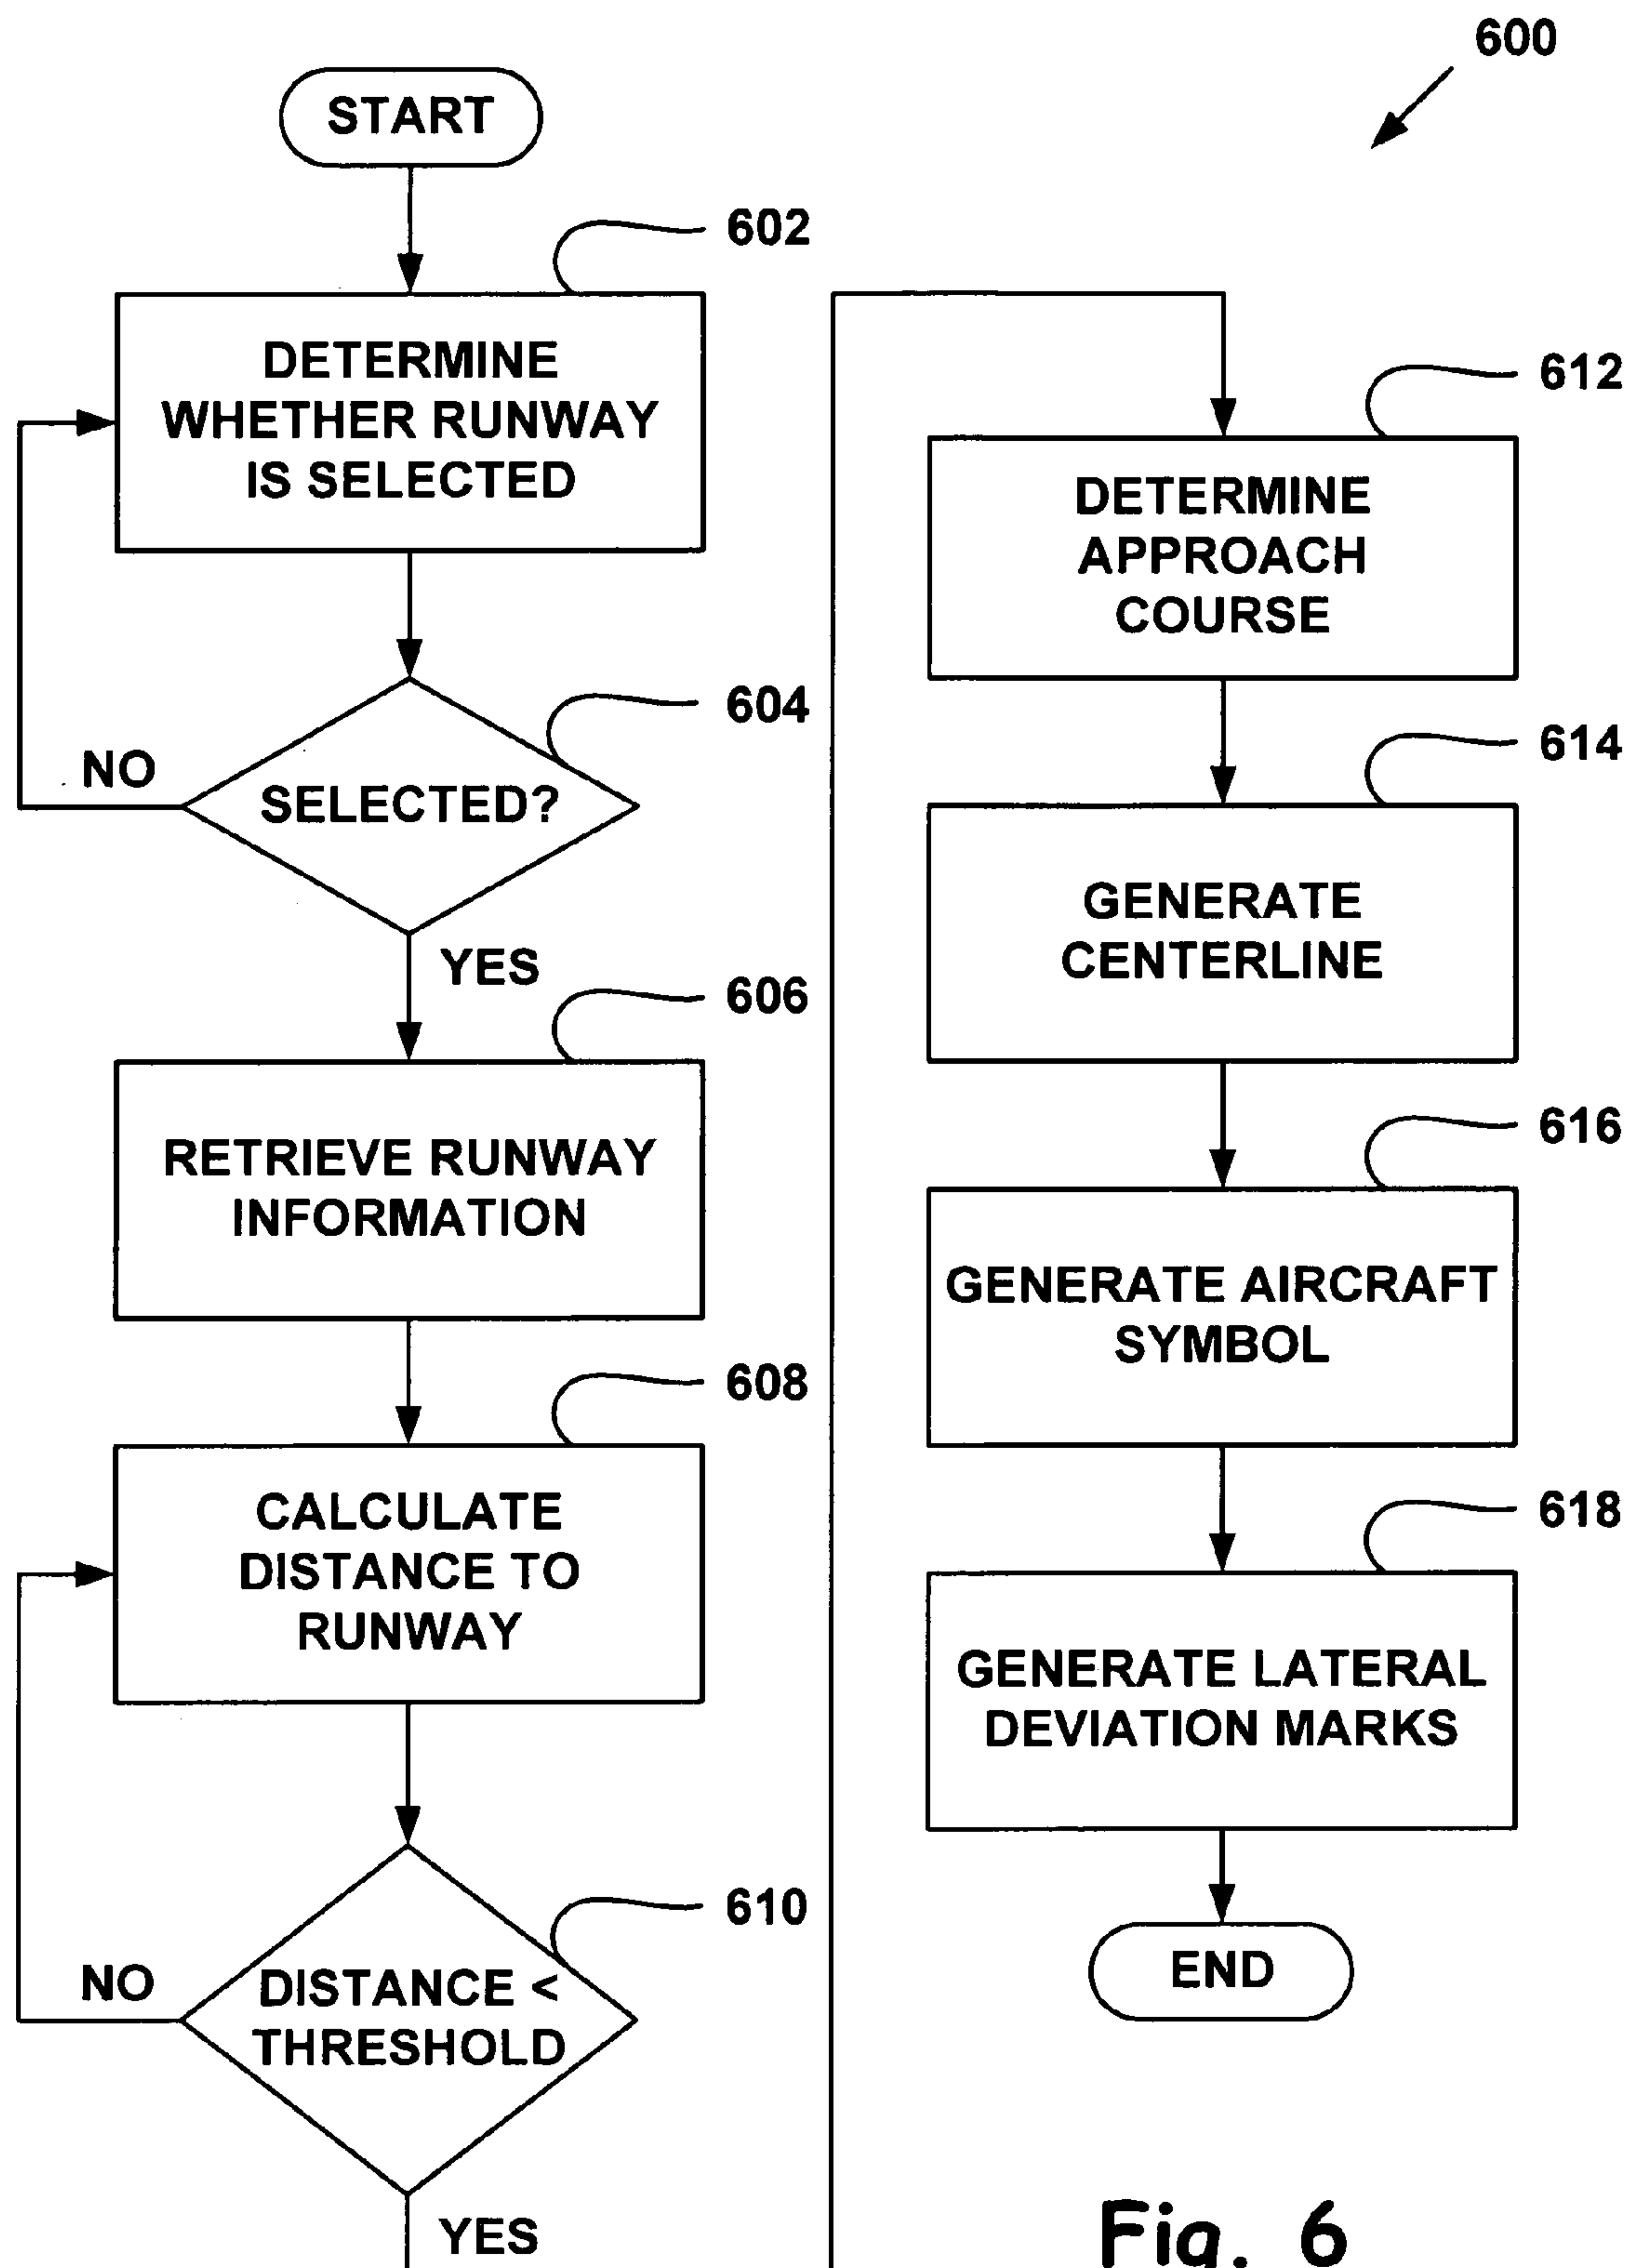 600
START
602
DETERMINE
WHETHER RUNWAY
IS SELECTED
604
SELECTED?
NO
YES
606
RETRIEVE RUNWAY
INFORMATION
608
CALCULATE
DISTANCE TO
RUNWAY
610
DISTANCE <
THRESHOLD
NO
YES
612
DETERMINE
APPROACH
COURSE
614
GENERATE
CENTERLINE
616
GENERATE AIRCRAFT
SYMBOL
618
GENERATE LATERAL
DEVIATION MARKS
END
Fig. 6